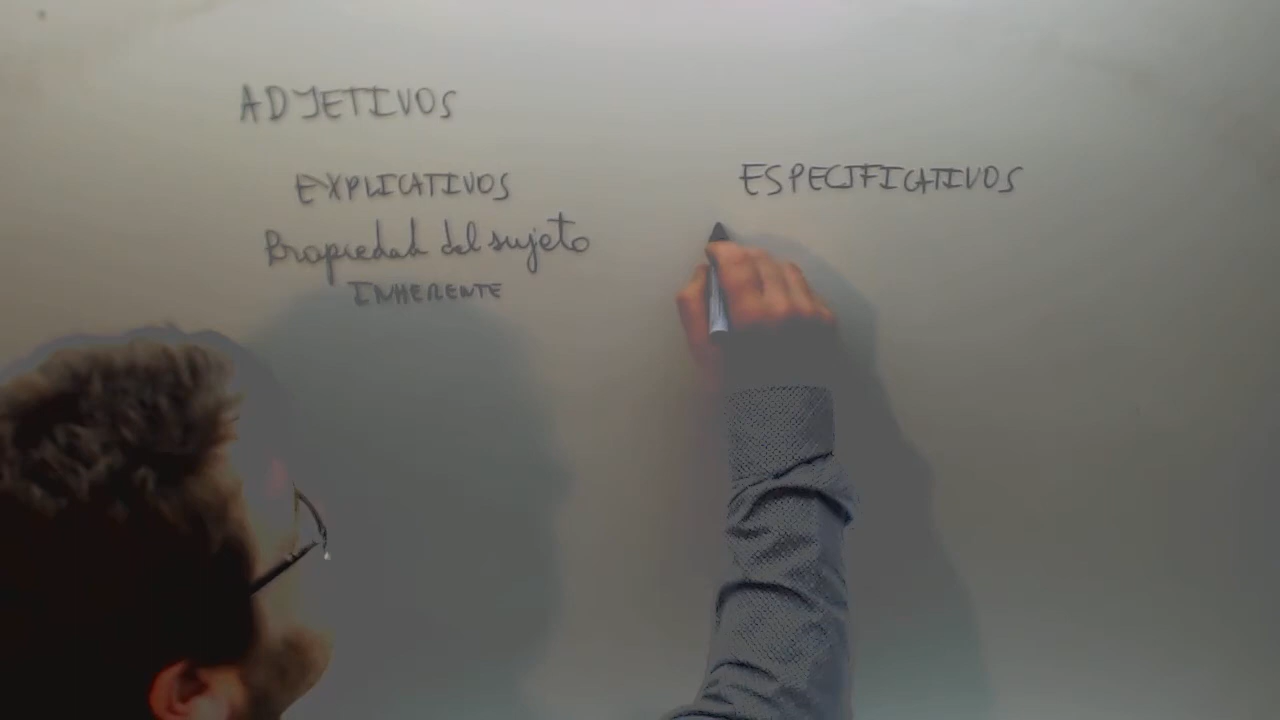 ADJETIVOS
EXPLICATIVOS
Propiedad del sujeto
INHERENTE
ESPECIFICATIVOS